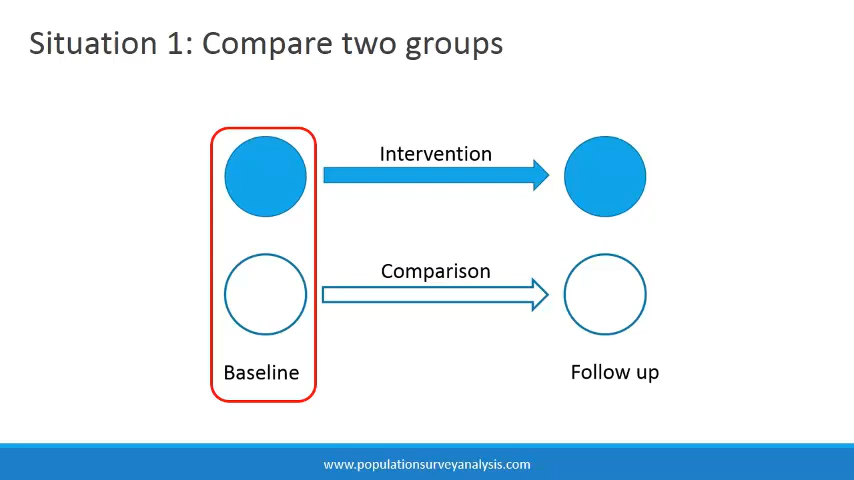 Situation 1: Compare two groups
Intervention
Comparison
Baseline
Follow up
www.populationsurveyanalysis.com